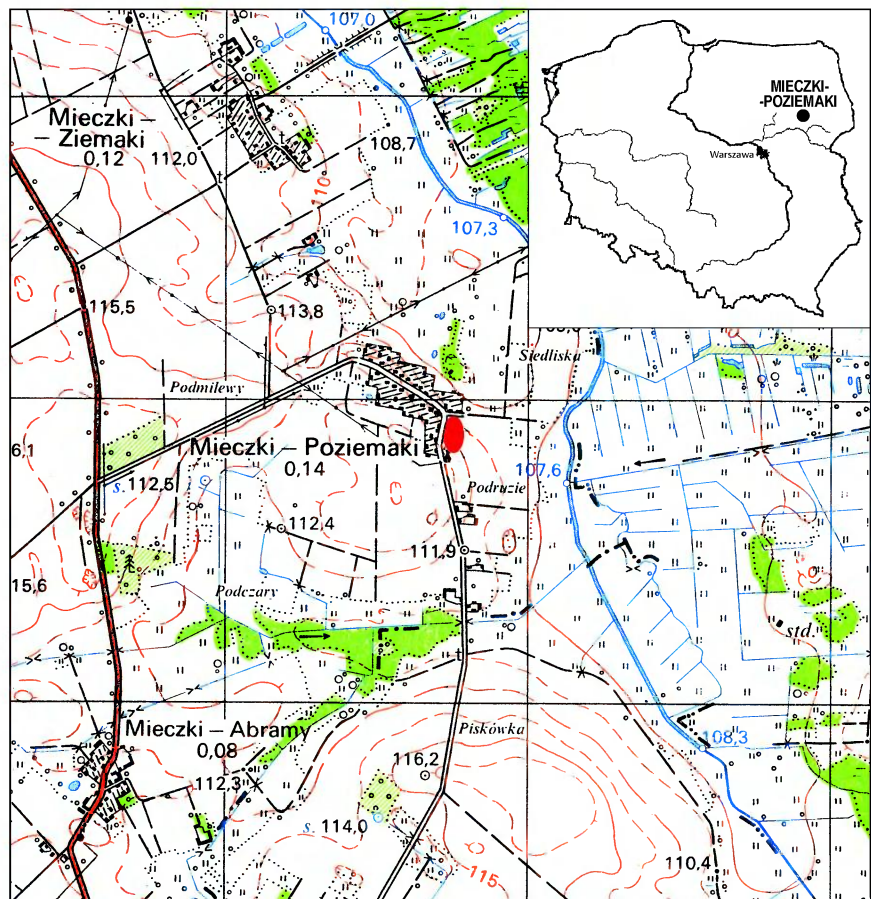 107,0
MIECZKI-
-POZIEMAKI
Warszawa
Mieczki –
– Ziemaki
0,12
112,0
108,7
110
107,3
115,5
113,8
Siedliska
Podmilewy
6,1
Mieczki – Poziemaki
0,14
107,6
s. 112,5
Podruzie
112,4
111,9
15,6
Podczary
std.
Mieczki – Abramy
0,08
Piskówka
108,3
116,2
112,3
s. 114,0
110,4
115